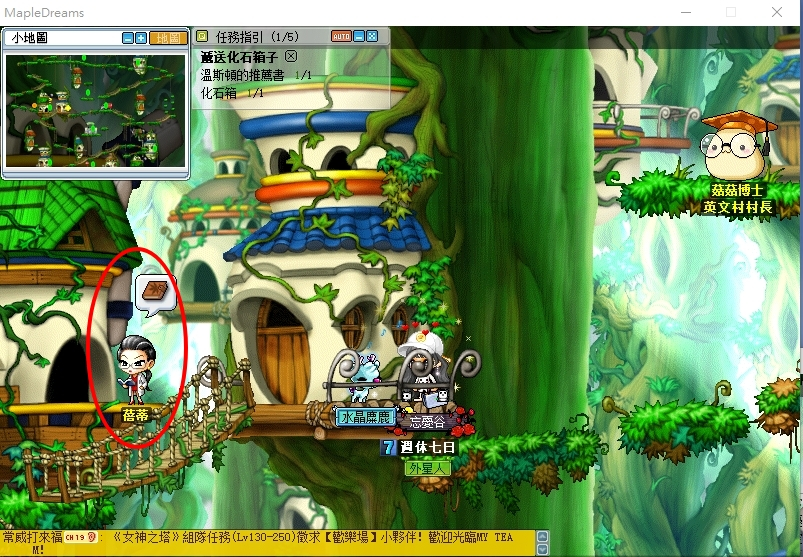 MapleDreams
小地圖
地圖
任務指引 (1/5)
AUTO
遞送化石箱子
溫斯頓的推薦書 1/1
化石箱 1/1
菇菇博士
英文村村長
蓓蒂
水晶麋鹿
忘憂谷
7 週休七日
外星人
常威打來福 CH 19 : 《女神之塔》組隊任務(Lv130-250)徵求【歡樂場】小夥伴! 歡迎光臨MY TEA
M!